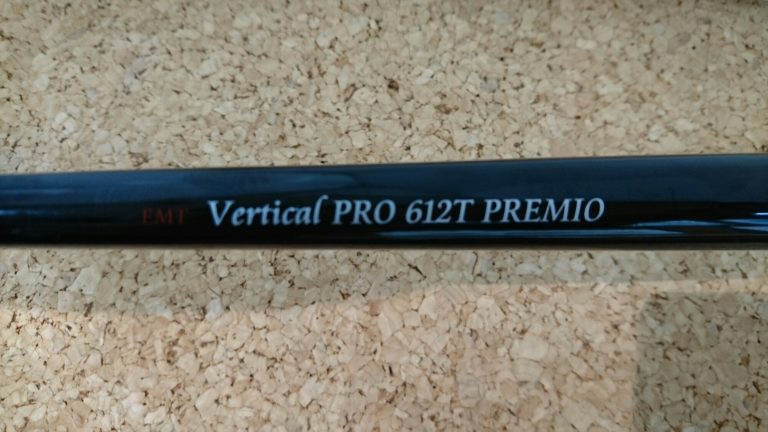 EMT Vertical PRO 612T PREMIO